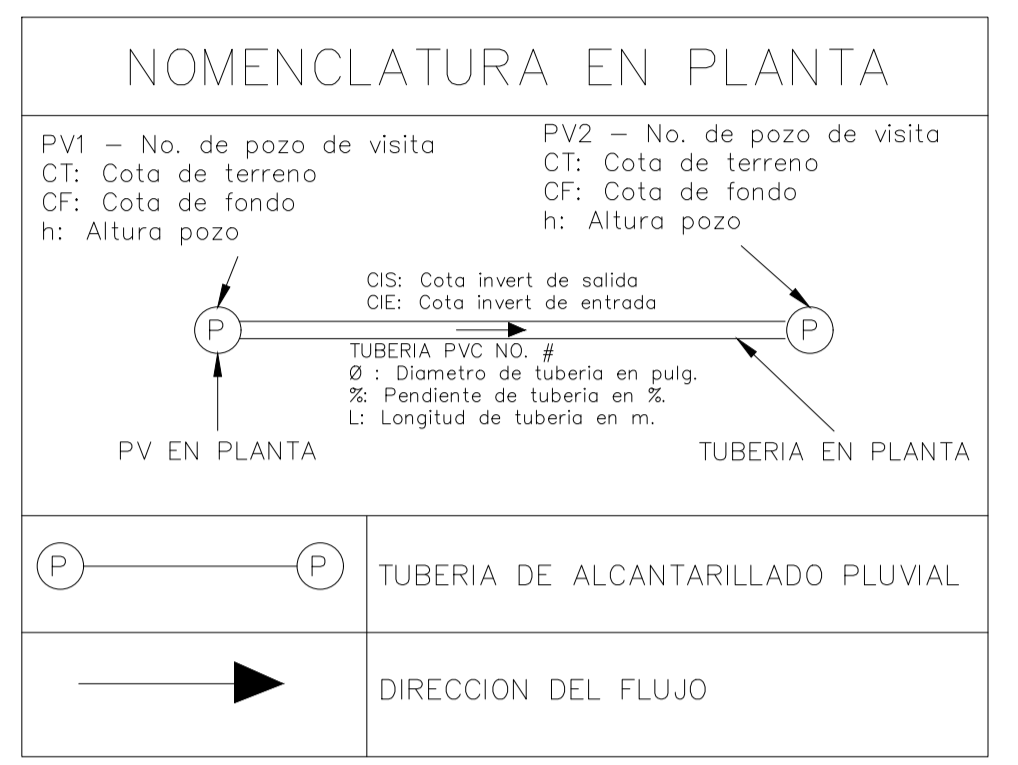 NOMENCLATURA EN PLANTA
PV1 – No. de pozo de visita
CT: Cota de terreno
CF: Cota de fondo
h: Altura pozo
PV2 – No. de pozo de visita
CT: Cota de terreno
CF: Cota de fondo
h: Altura pozo
CIS: Cota invert de salida
CIE: Cota invert de entrada
P
P
TUBERIA PVC NO. #
Ø : Diametro de tuberia en pulg.
%: Pendiente de tuberia en %.
L: Longitud de tuberia en m.
PV EN PLANTA
TUBERIA EN PLANTA
P
P
TUBERIA DE ALCANTARILLADO PLUVIAL
DIRECCION DEL FLUJO